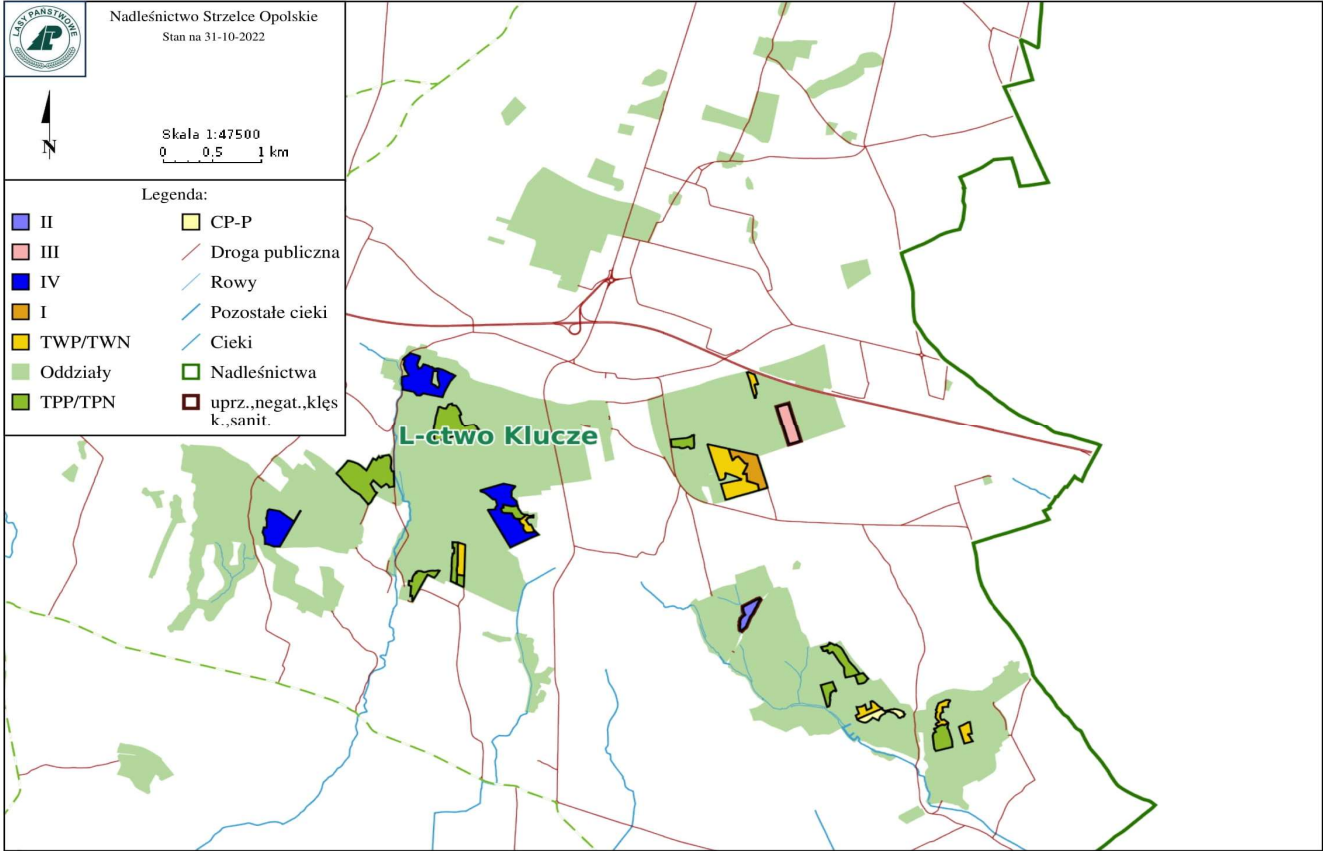 LASY PAŃSTWOWE
Nadleśnictwo Strzelce Opolskie
Stan na 31-10-2022
N
Skala 1:47500
0 0.5 1 km
Legenda:
II
III
IV
I
TWP/TWN
Oddziały
TPP/TPN
CP-P
Droga publiczna
Rowy
Pozostałe cieki
Cieki
Nadleśnictwa
uprz.,negat.,klęs
k.,sanit.
L-ctwo Klucze